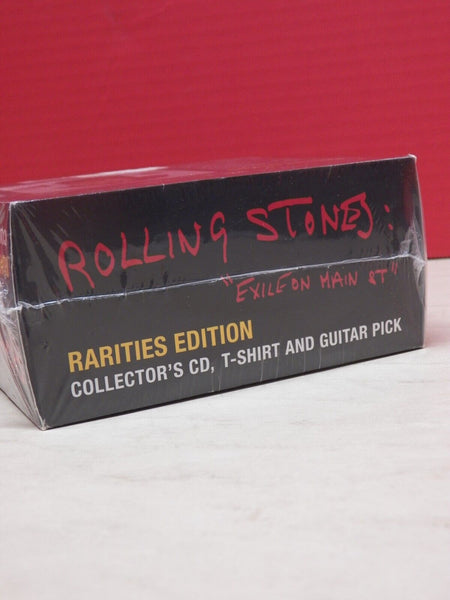 ROLLING STONES:
"EXILE ON MAIN ST"
RARITIES EDITION
COLLECTOR'S CD, T-SHIRT AND GUITAR PICK